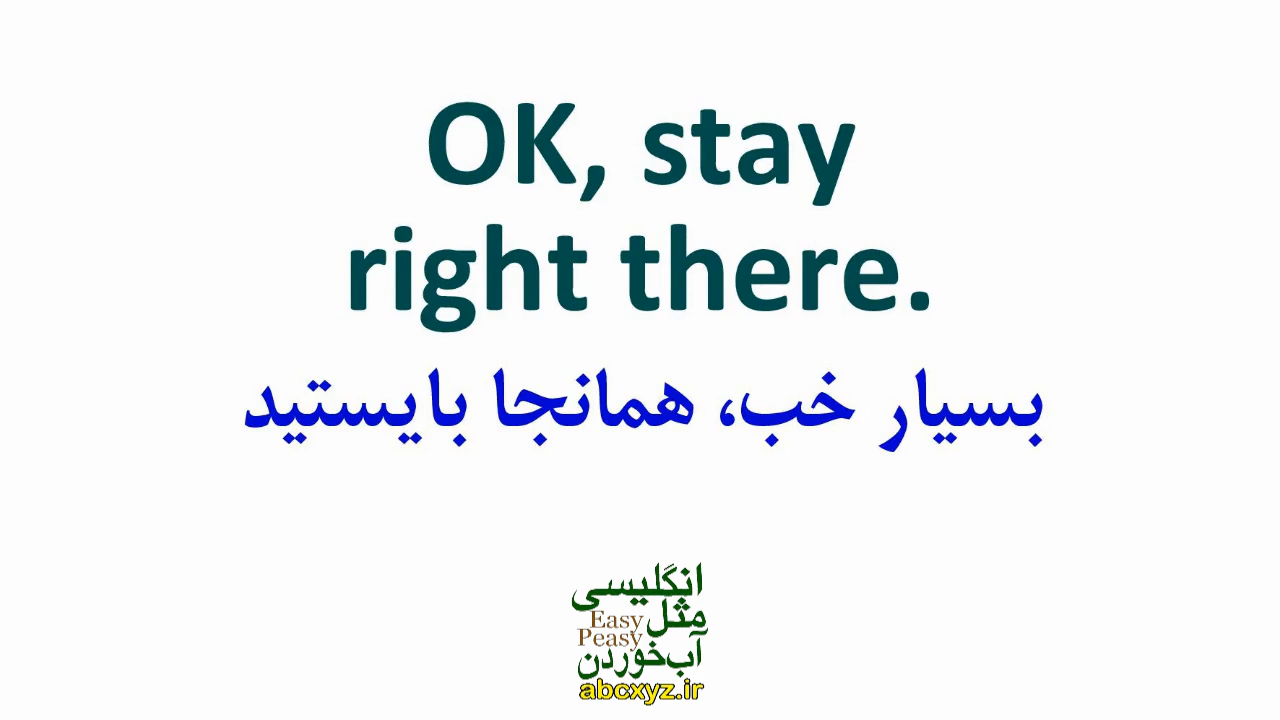 OK, stay
right there.
بسیار خب، همانجا بایستید
انگلیسی
مثل
Easy
Peasy
آب‌خوردن
abcxyz.ir